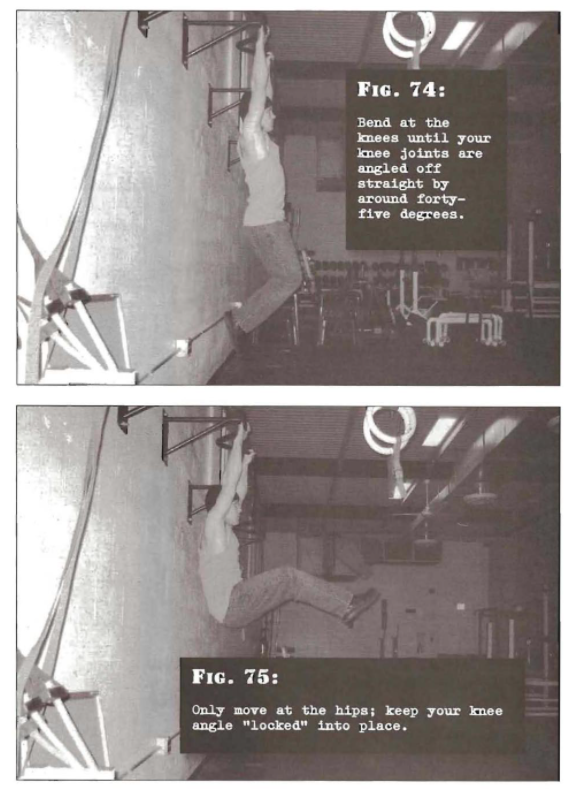 FIG. 74:
Bend at the
knees until your
knee joints are
angled off
straight by
around forty-
five degrees.
FIG. 75:
Only move at the hips; keep your knee
angle "locked" into place.